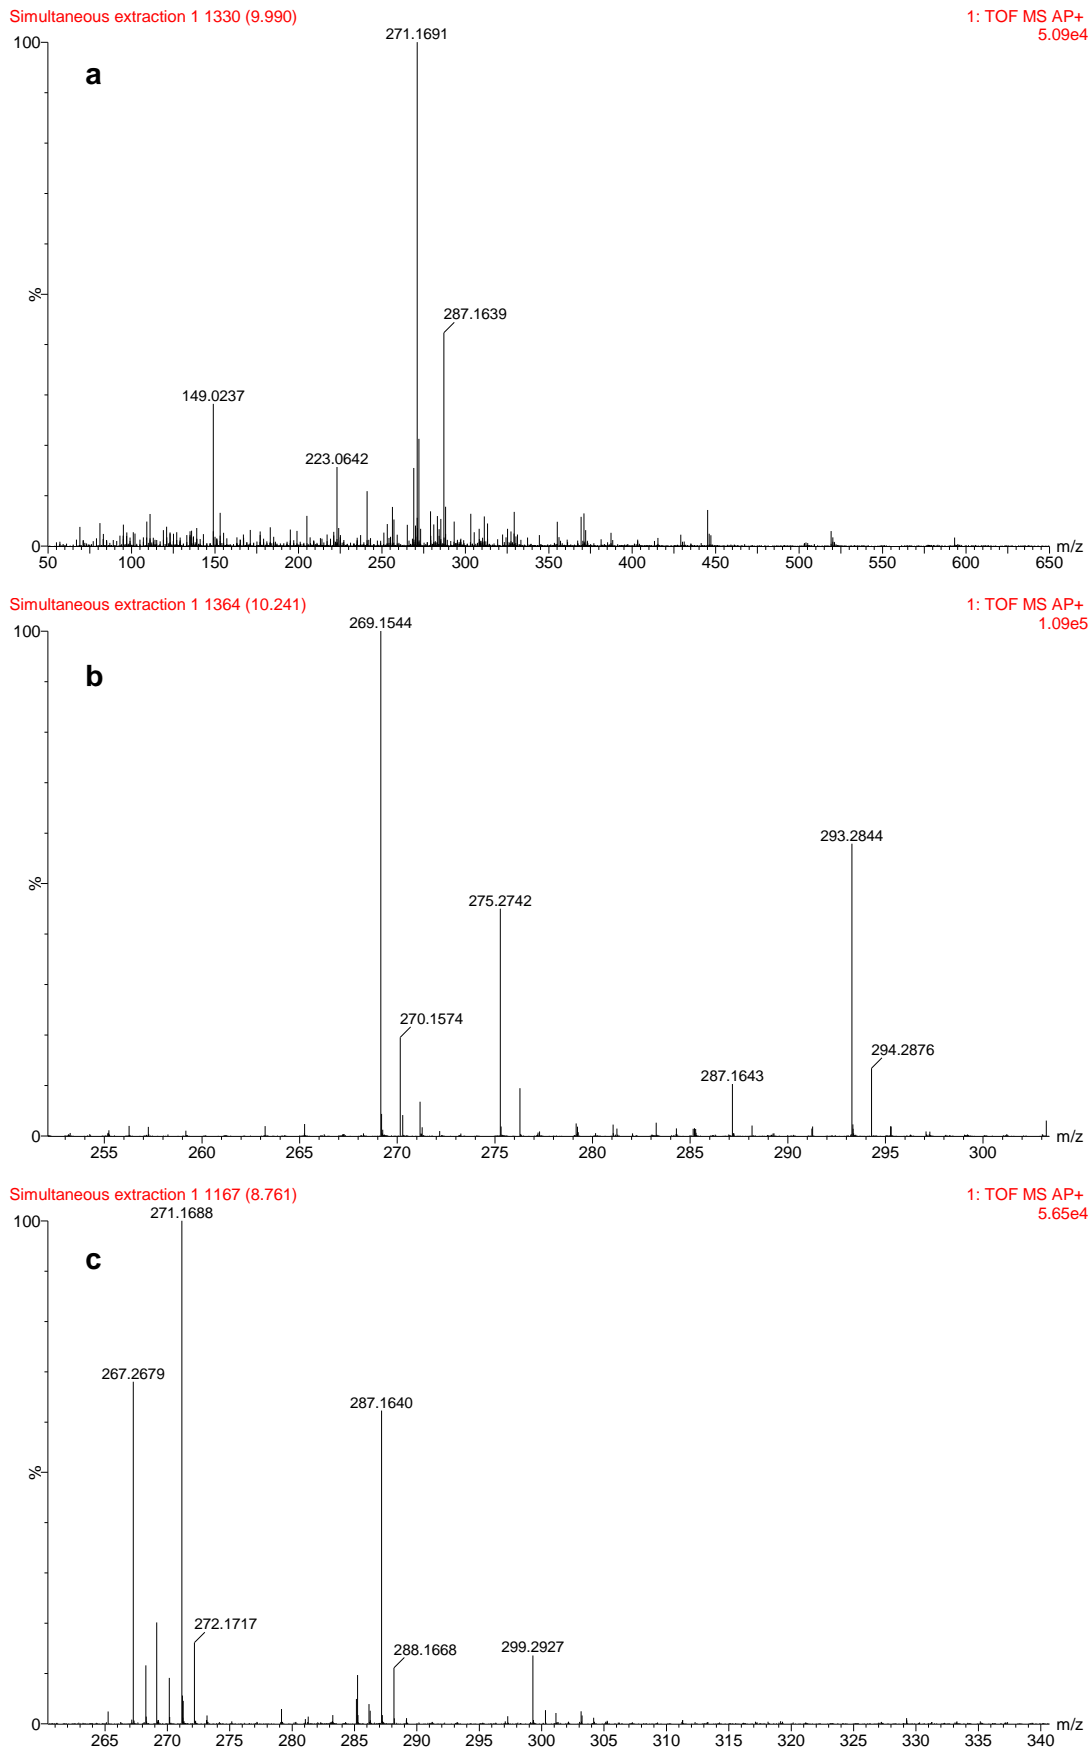 Simultaneous extraction 1 1330 (9.990)
1: TOF MS AP+
5.09e4
100
271.1691
a
287.1639
%
149.0237
223.0642
0
m/z
50 100 150 200 250 300 350 400 450 500 550 600 650
Simultaneous extraction 1 1364 (10.241)
1: TOF MS AP+
1.09e5
100
269.1544
b
293.2844
%
275.2742
270.1574
294.2876
287.1643
0
m/z
255 260 265 270 275 280 285 290 295 300
Simultaneous extraction 1 1167 (8.761)
1: TOF MS AP+
5.65e4
100
271.1688
c
267.2679
287.1640
%
272.1717
288.1668
299.2927
0
m/z
265 270 275 280 285 290 295 300 305 310 315 320 325 330 335 340